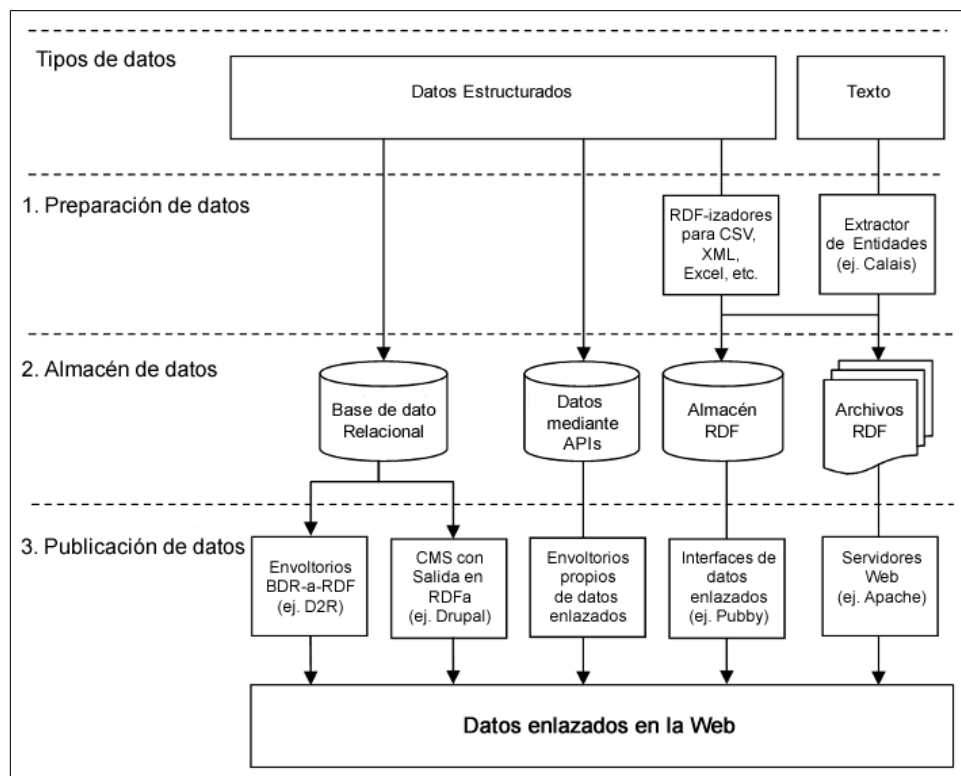 Tipos de datos
Datos Estructurados
Texto
1. Preparación de datos
RDF-izadores
para CSV,
XML,
Excel, etc.
Extractor
de Entidades
(ej. Calais)
2. Almacén de datos
Base de dato
Relacional
Datos
mediante
APIs
Almacén
RDF
Archivos
RDF
3. Publicación de datos
Envoltorios
BDR-a-RDF
(ej. D2R)
CMS con
Salida en
RDFa
(ej. Drupal)
Envoltorios
propios
de datos
enlazados
Interfaces de
datos
enlazados
(ej. Pubby)
Servidores
Web
(ej. Apache)
Datos enlazados en la Web